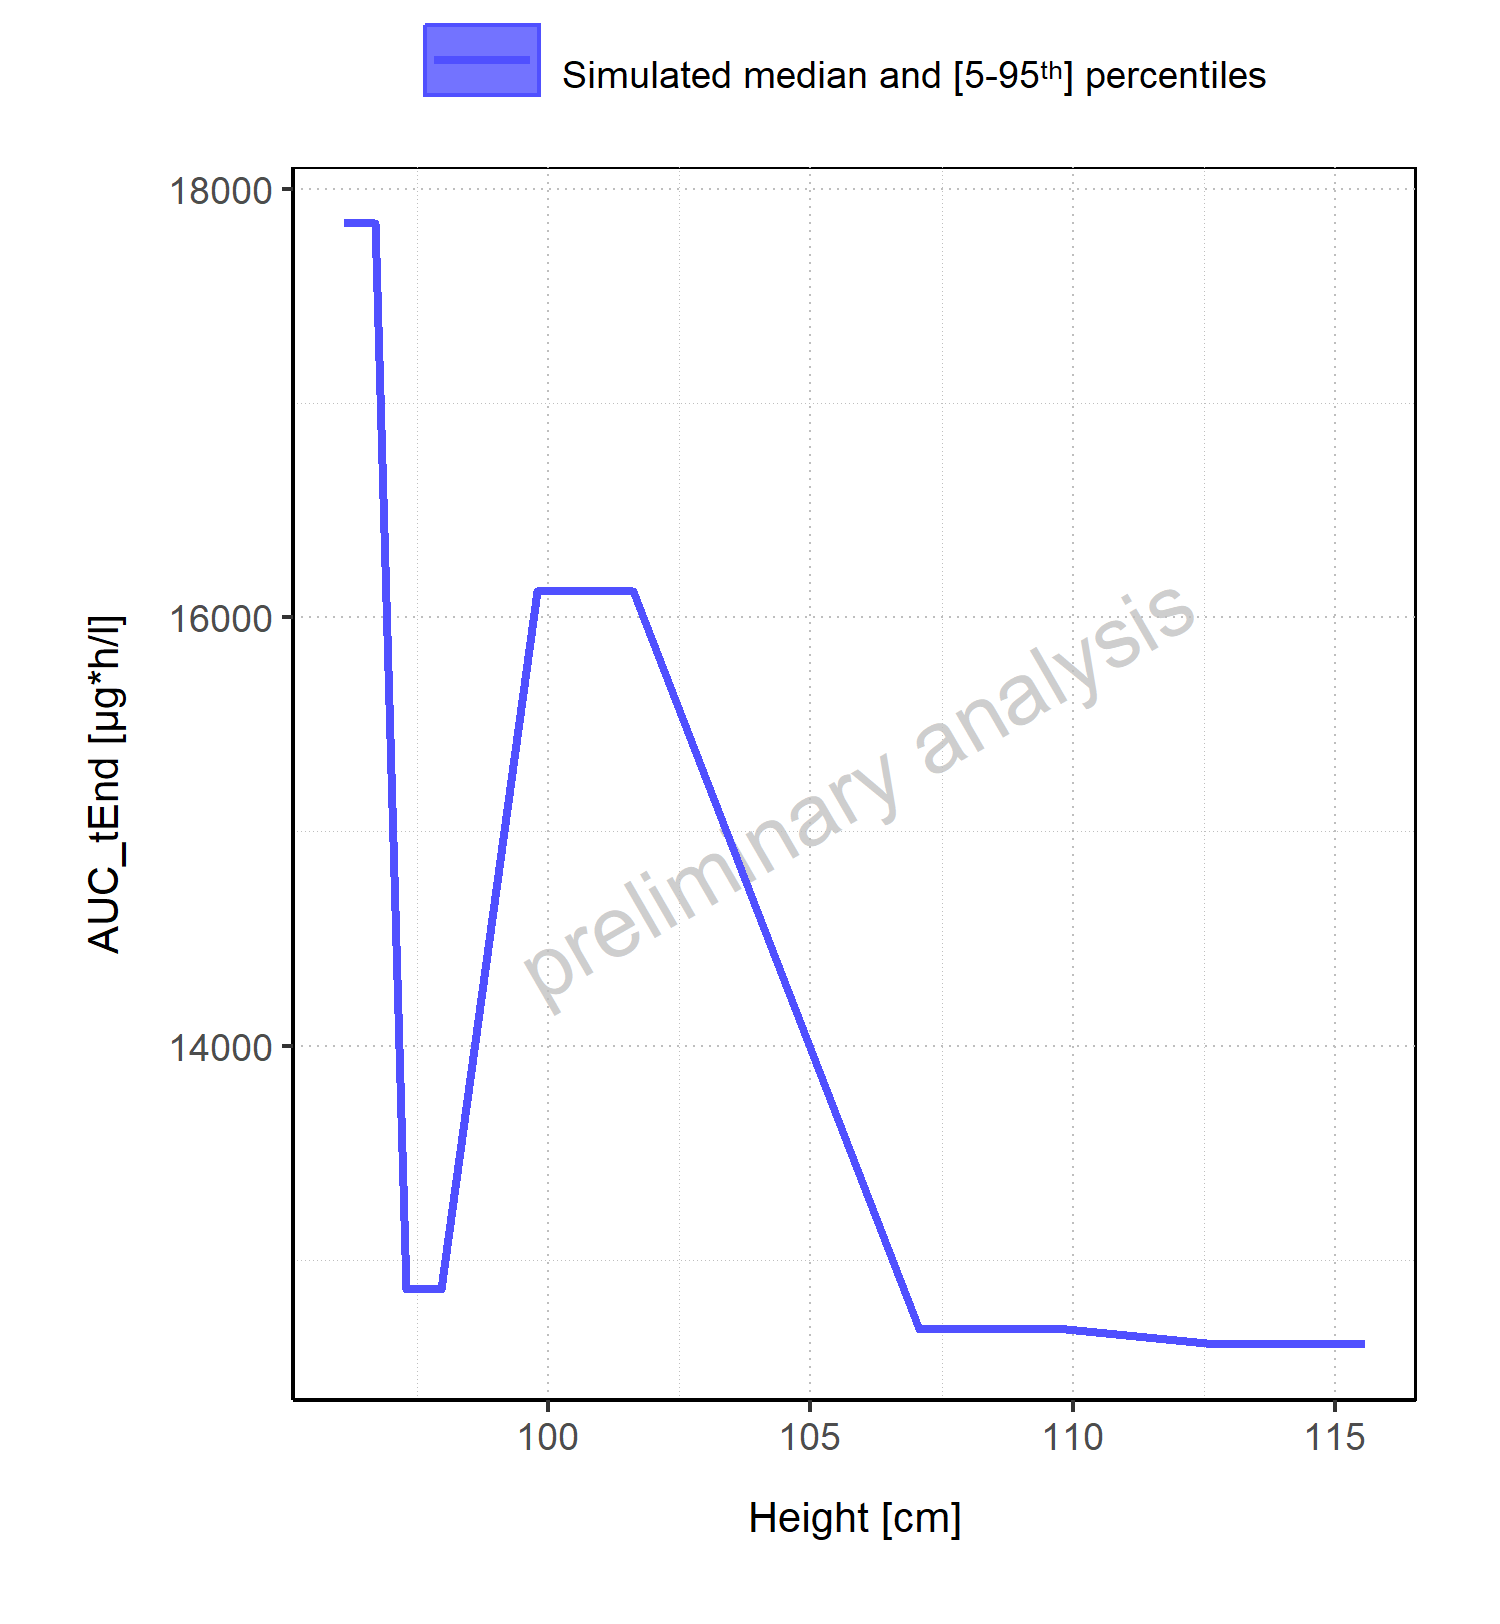 Simulated median and [5-95th] percentiles
18000
16000
14000
AUC_tEnd [µg*h/l]
preliminary analysis
100 105 110 115
Height [cm]